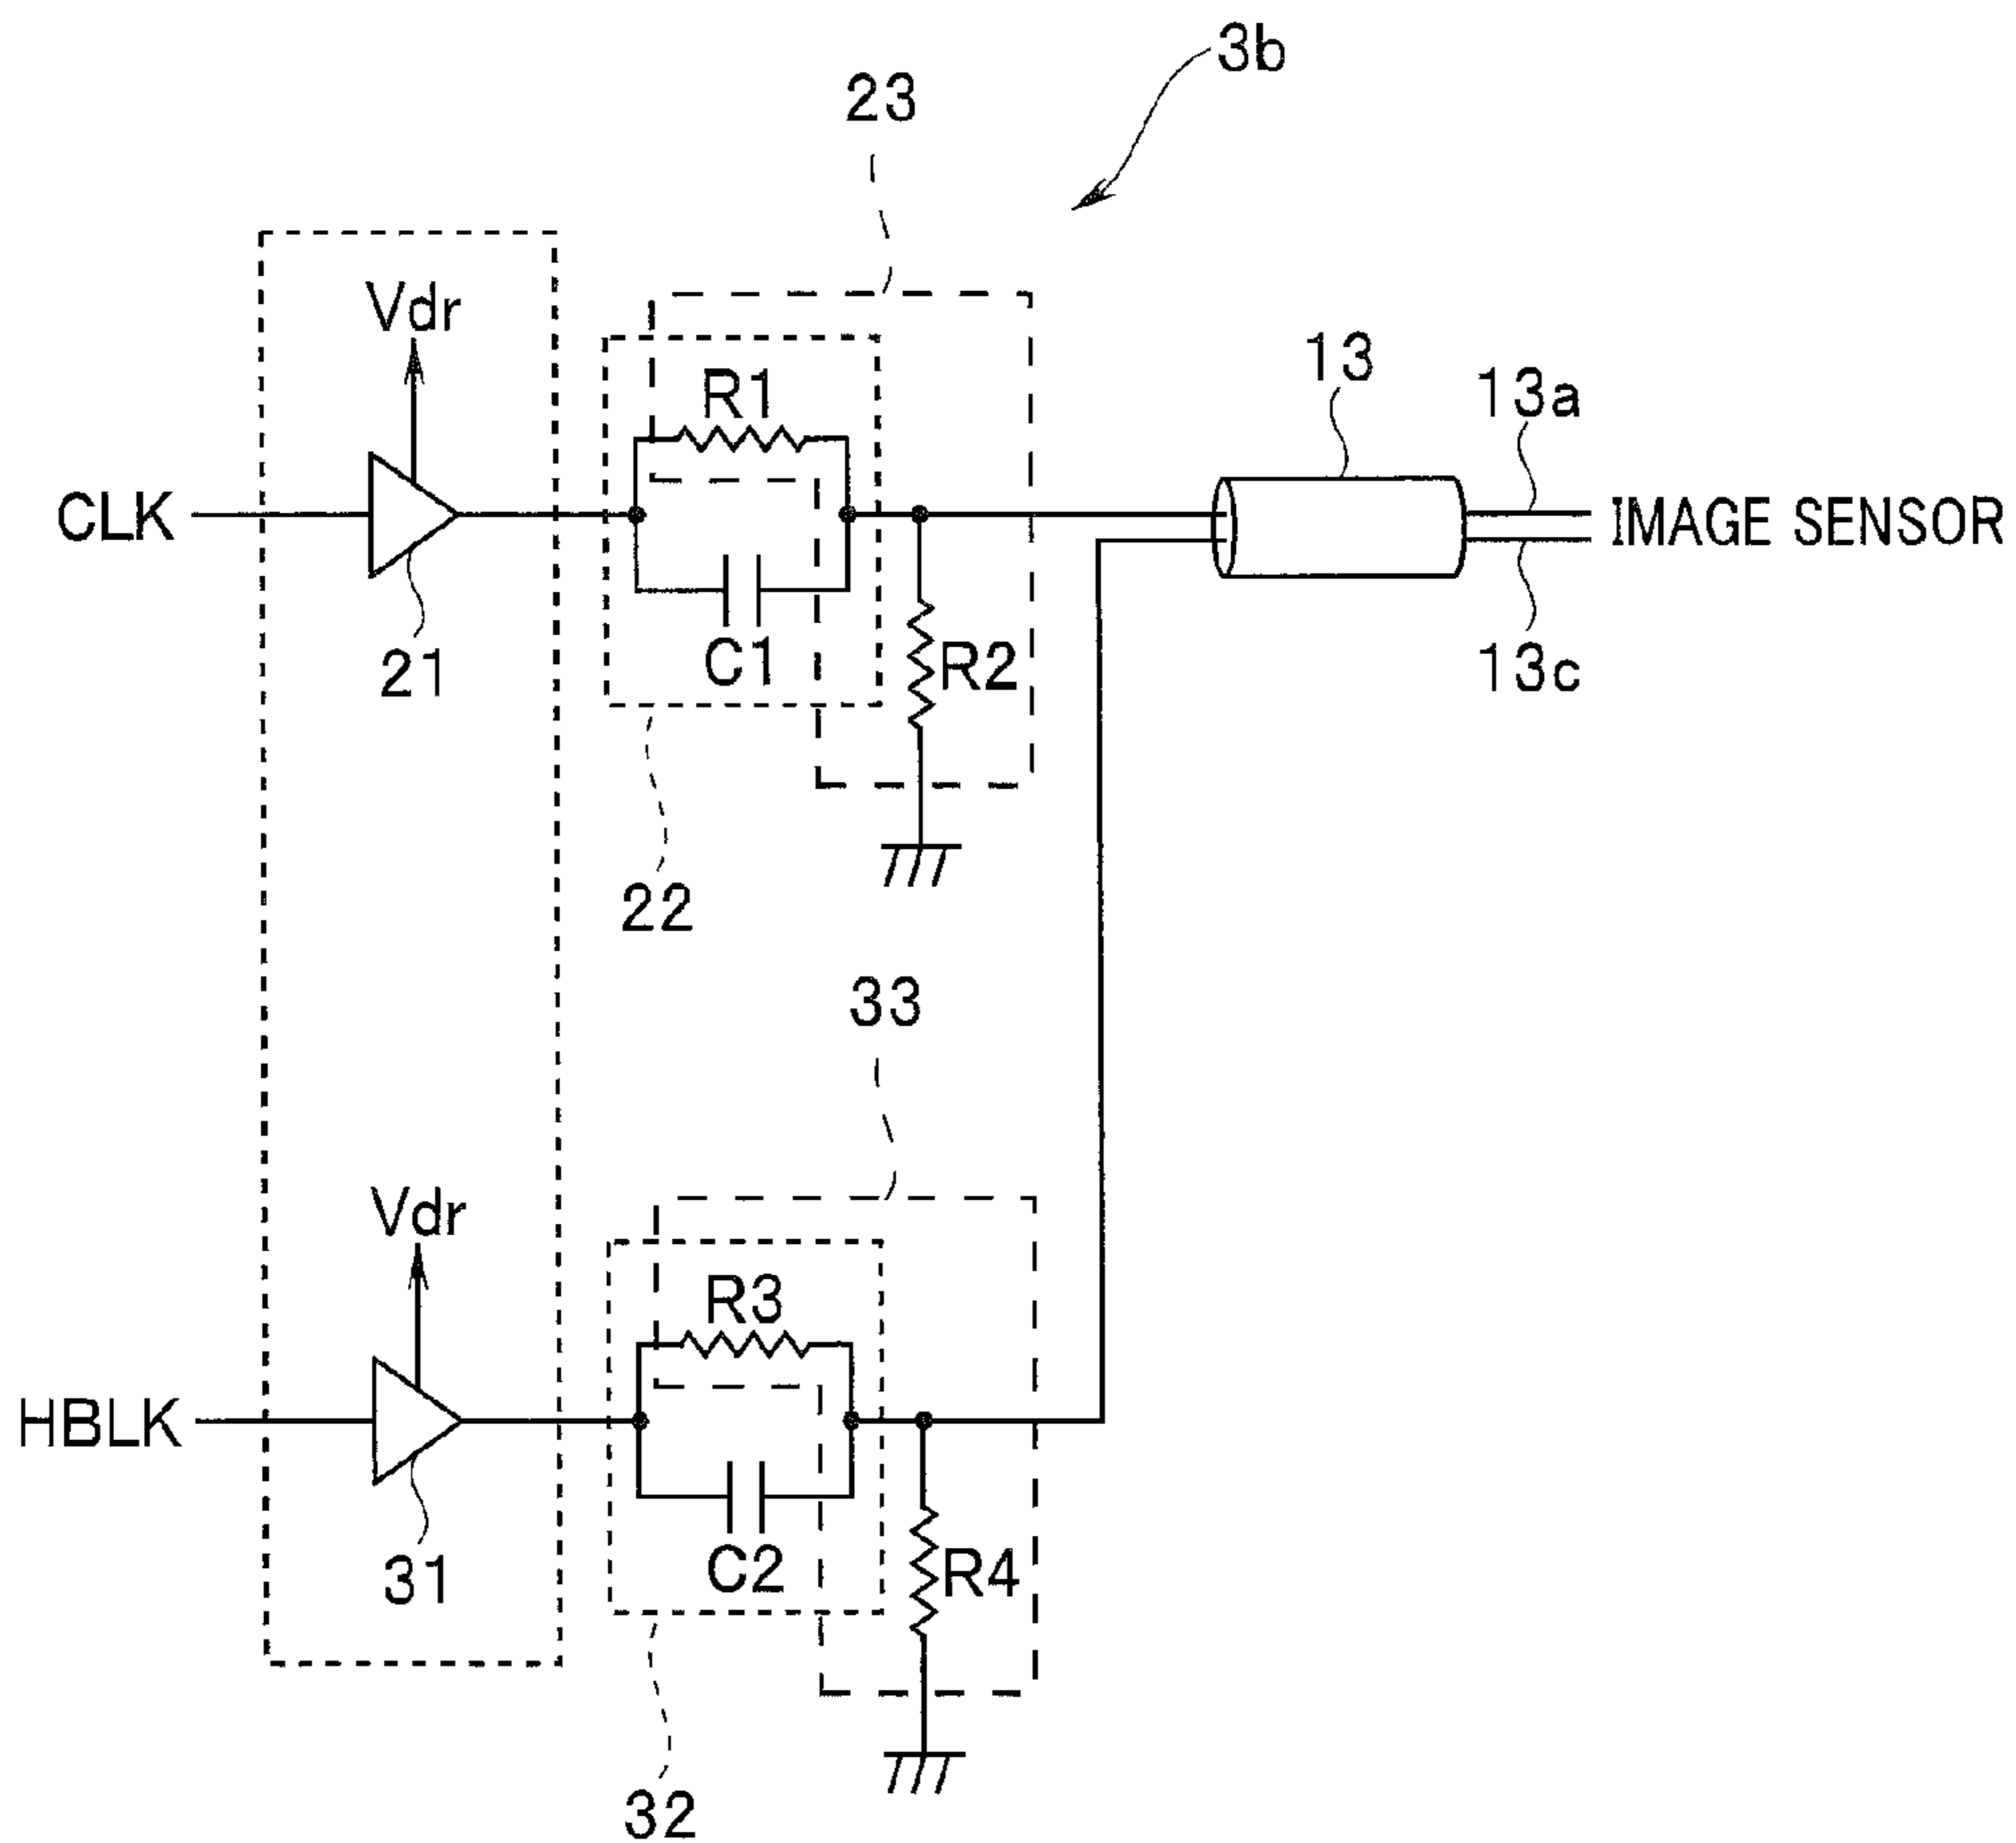 3b
23
Vdr
R1
13
13a
CLK
IMAGE SENSOR
C1
R2
21
13c
22
33
Vdr
R3
HBLK
C2
R4
31
32